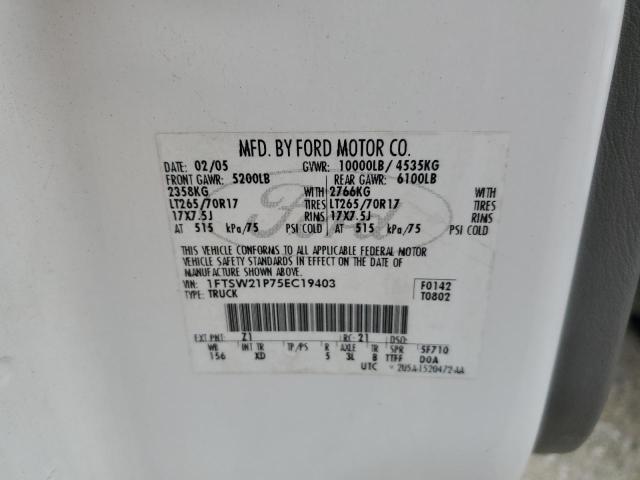 MFD. BY FORD MOTOR CO.
DATE: 02/05 GVWR: 10000LB/ 4535KG
FRONT GAWR: 5200LB REAR GAWR: 6100LB
2358KG WITH 2766KG WITH
LT265/70R17 TIRES LT265/70R17 TIRES
17X7.5J RIMS 17X7.5J RIMS
AT 515 kPa/75 PSI COLD AT 515 kPa/75 PSI COLD
Ford
THIS VEHICLE CONFORMS TO ALL APPLICABLE FEDERAL MOTOR
VEHICLE SAFETY STANDARDS IN EFFECT ON THE DATE OF
MANUFACTURE SHOWN ABOVE.
VIN: 1FTSW21P75EC19403 F0142
TYPE: TRUCK T0802
EXT PNT: Z1 RC: 21 DSO:
WB INT TR TP/PS R AXLE TR SPR 5F710
156 XD 5 3L B TTFF DOA
UTC